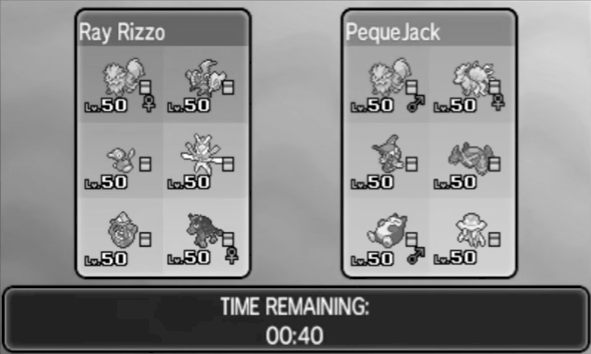 Ray Rizzo
Lv.50 ♀ Lv.50
Lv.50 Lv.50
Lv.50 Lv.50 ♀
PequeJack
Lv.50 ♂ Lv.50 ♀
Lv.50 Lv.50
Lv.50 ♂ Lv.50
TIME REMAINING:
00:40